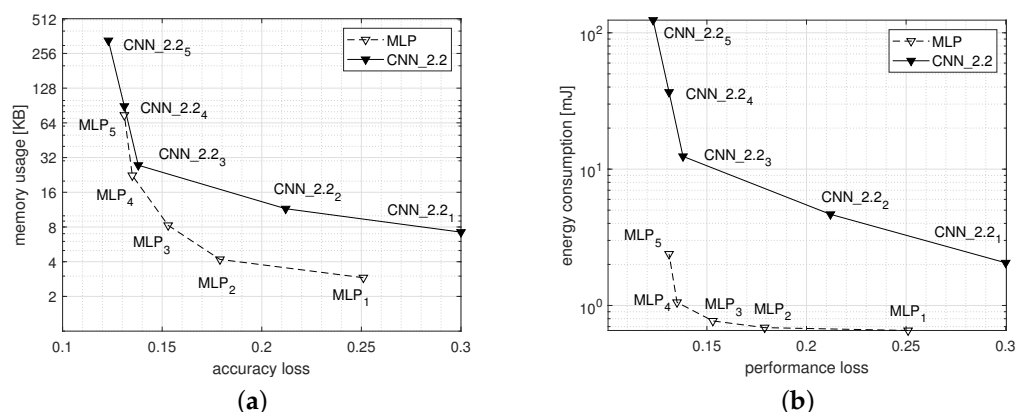 512
256
128
64
32
16
8
4
2
memory usage [KB]
0.1
0.15
0.2
0.25
0.3
accuracy loss
MLP
CNN_2.2
CNN_2.2₅
CNN_2.2₄
MLP₅
CNN_2.2₃
MLP₄
CNN_2.2₂
CNN_2.2₁
MLP₃
MLP₂
MLP₁
(a)
10²
10¹
10⁰
energy consumption [mJ]
0.15
0.2
0.25
0.3
performance loss
MLP
CNN_2.2
CNN_2.2₅
CNN_2.2₄
CNN_2.2₃
CNN_2.2₂
CNN_2.2₁
MLP₅
MLP₄
MLP₃
MLP₂
MLP₁
(b)